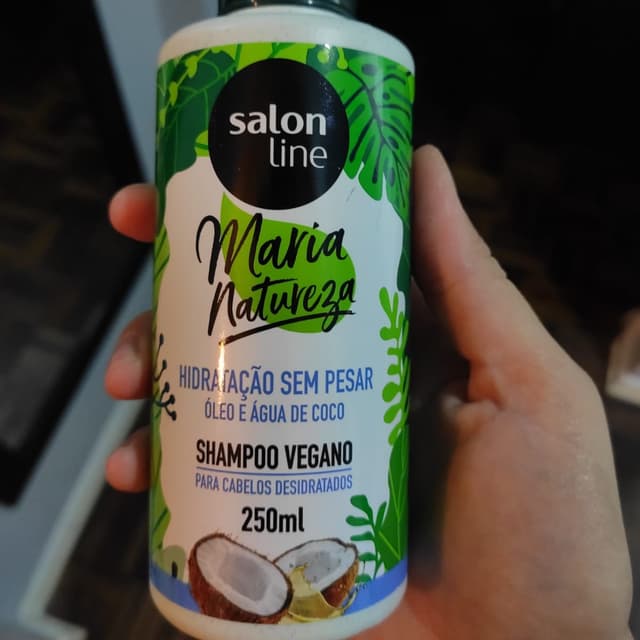 salon
line
Maria
Natureza
HIDRATAÇÃO SEM PESAR
ÓLEO E ÁGUA DE COCO
SHAMPOO VEGANO
PARA CABELOS DESIDRATADOS
250ml